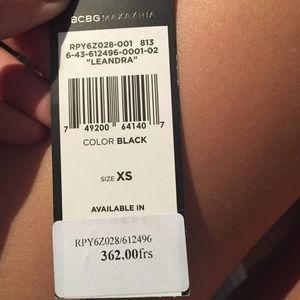 BCBGMAXAZRIA
RPY6Z028-001 813
6-43-612496-0001-02
"LEANDRA"
7 49200 64140 7
COLOR BLACK
SIZE XS
AVAILABLE IN
RPY6Z028/612496
362.00frs